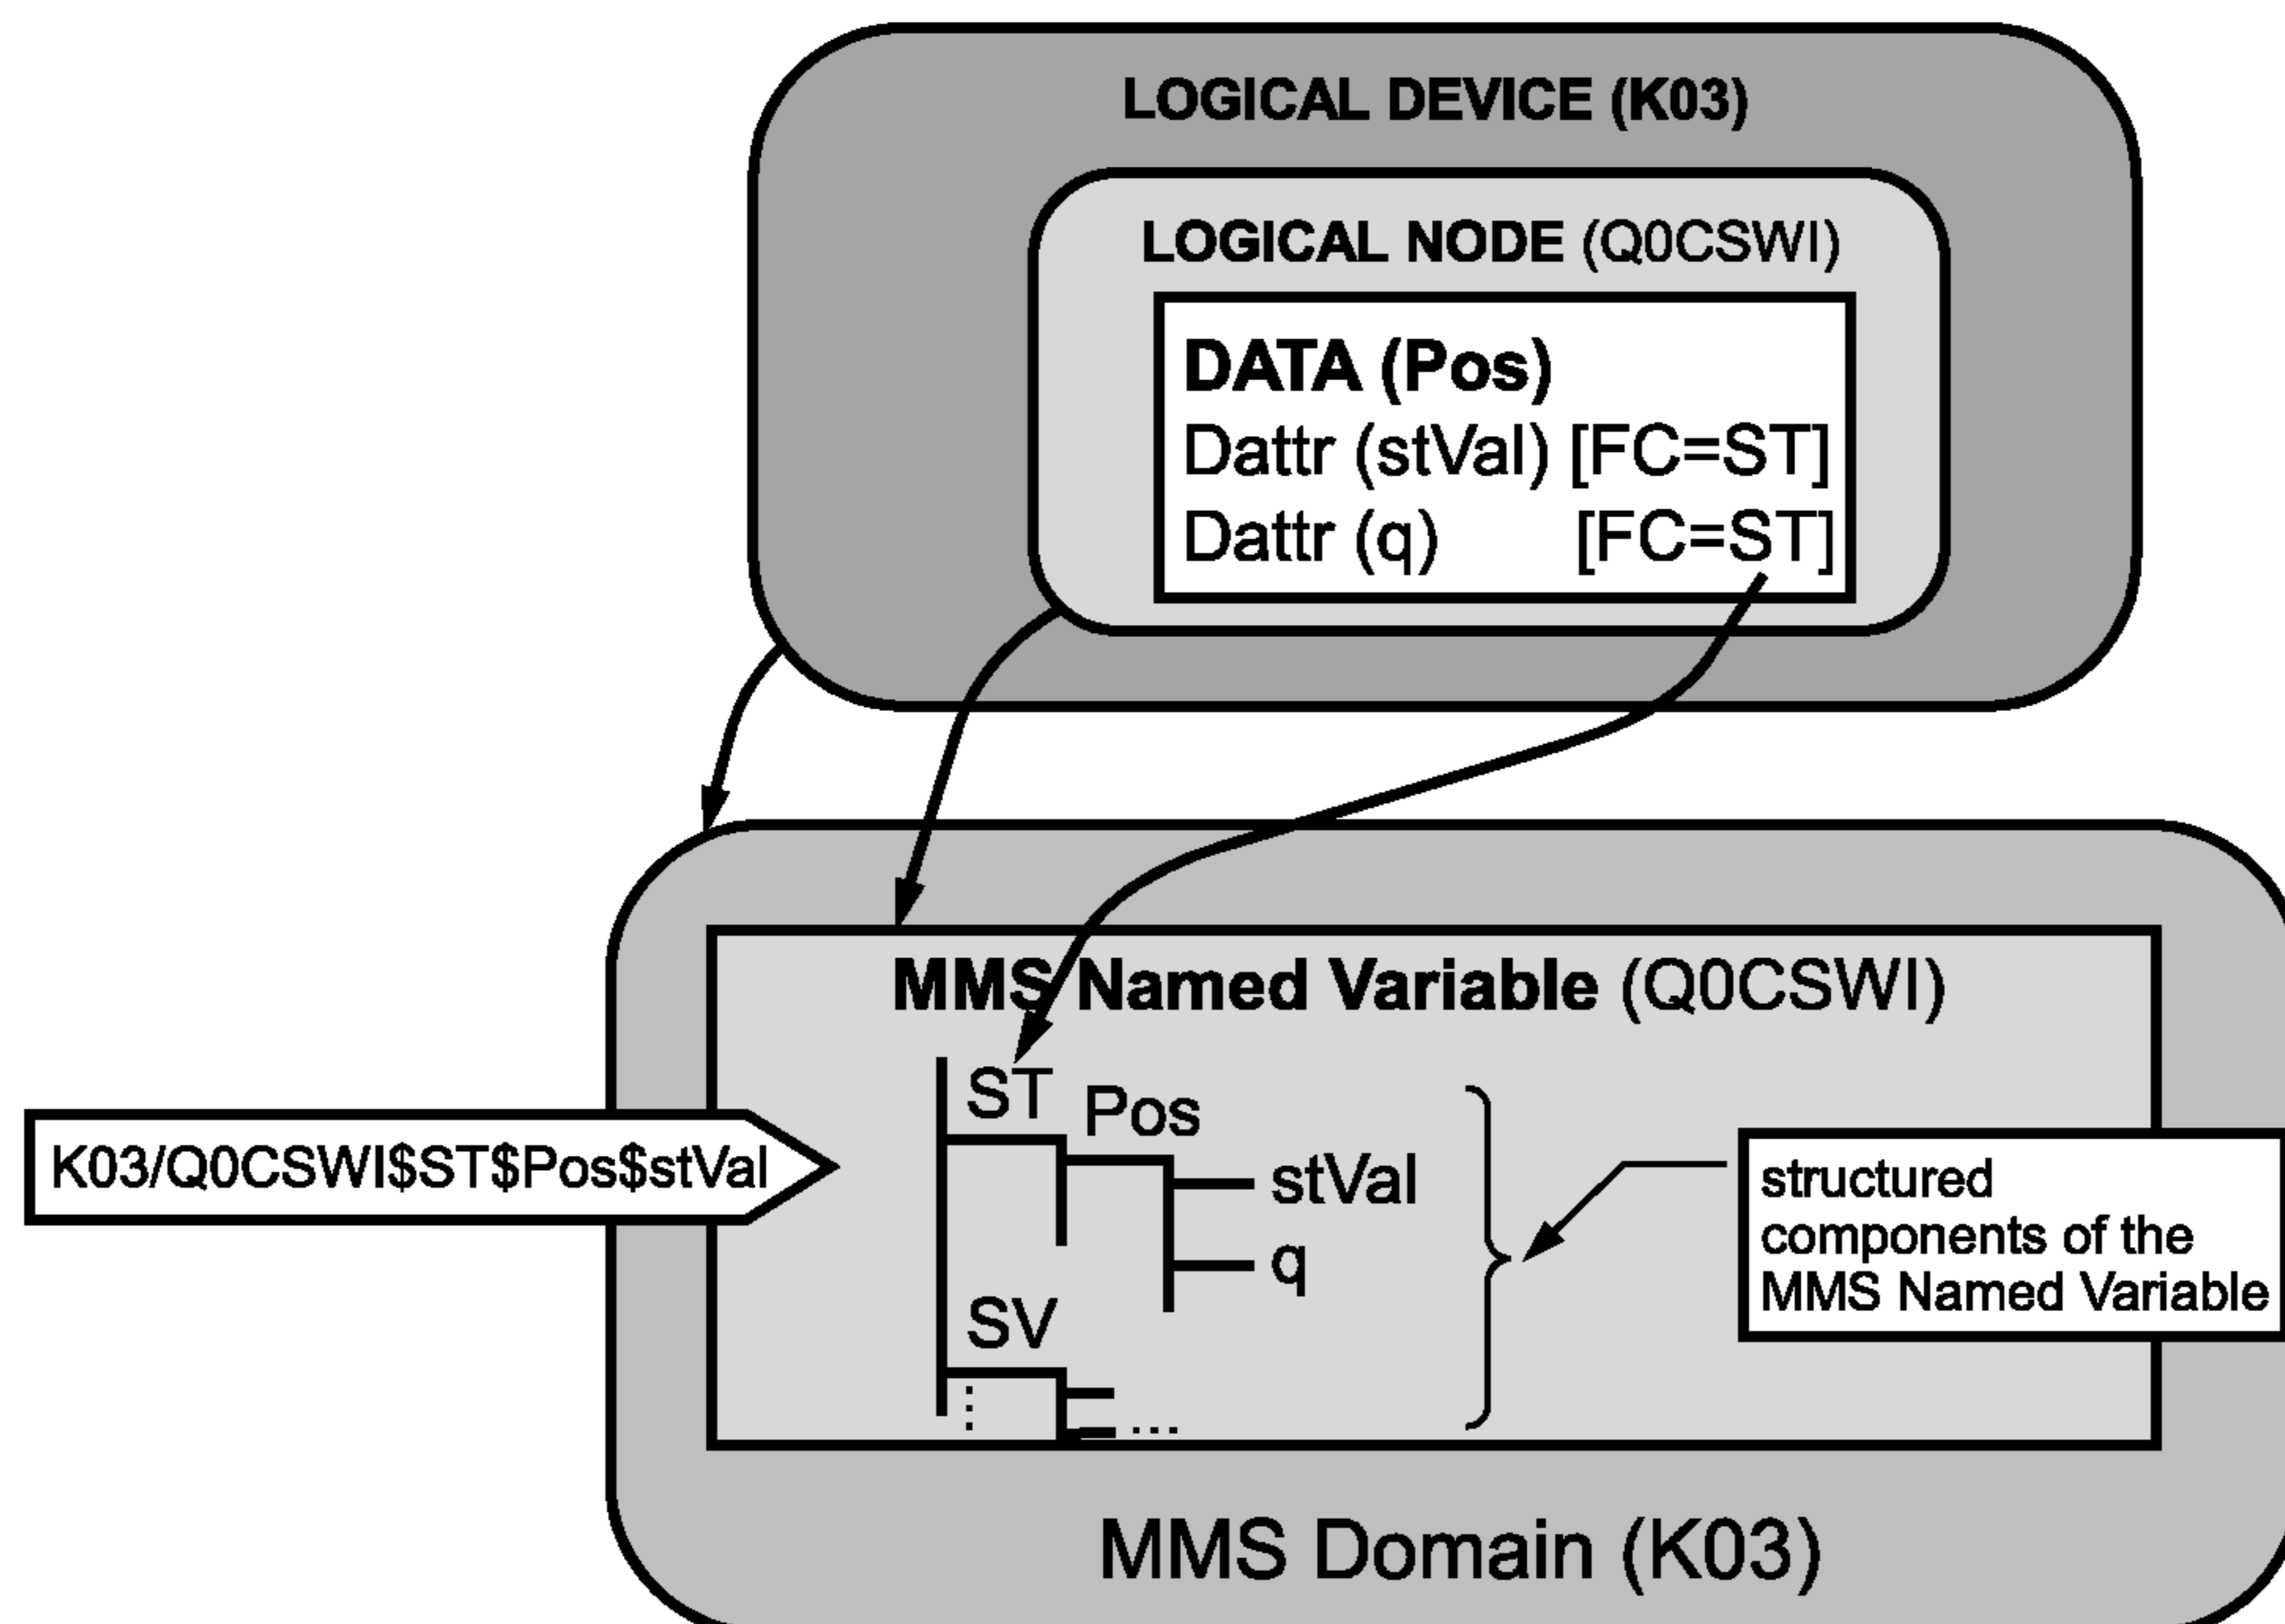 LOGICAL DEVICE (K03)
LOGICAL NODE (Q0CSWI)
DATA (Pos)
Dattr (stVal) [FC=ST]
Dattr (q) [FC=ST]
MMS Named Variable (Q0CSWI)
ST
Pos
K03/Q0CSWI$ST$Pos$stVal
stVal
q
SV
...
structured
components of the
MMS Named Variable
MMS Domain (K03)